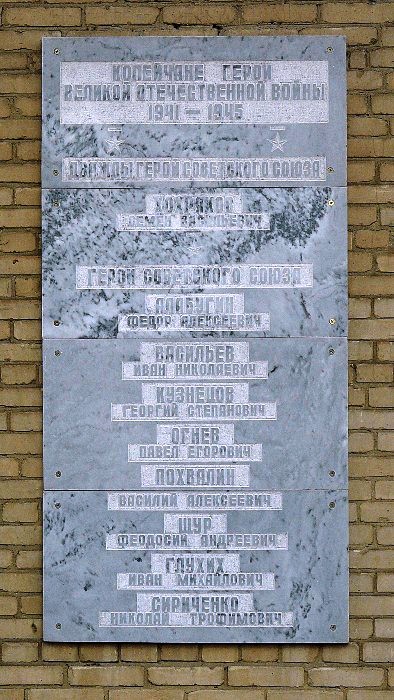 КОПЕЙЧАНЕ ГЕРОИ
ВЕЛИКОЙ ОТЕЧЕСТВЕННОЙ ВОЙНЫ
1941 — 1945
ДВАЖДЫ ГЕРОИ СОВЕТСКОГО СОЮЗА
ХОХРЯКОВ
СЕМЕН ВАСИЛЬЕВИЧ
ГЕРОИ СОВЕТСКОГО СОЮЗА
АЛАБУГИН
ФЕДОР АЛЕКСЕЕВИЧ
ВАСИЛЬЕВ
ИВАН НИКОЛАЕВИЧ
КУЗНЕЦОВ
ГЕОРГИЙ СТЕПАНОВИЧ
ОГНЕВ
ПАВЕЛ ЕГОРОВИЧ
ПОХВАЛИН
ВАСИЛИЙ АЛЕКСЕЕВИЧ
ЩУР
ФЕОДОСИЙ АНДРЕЕВИЧ
ГЛУХИХ
ИВАН МИХАЙЛОВИЧ
СИРИЧЕНКО
НИКОЛАЙ ТРОФИМОВИЧ